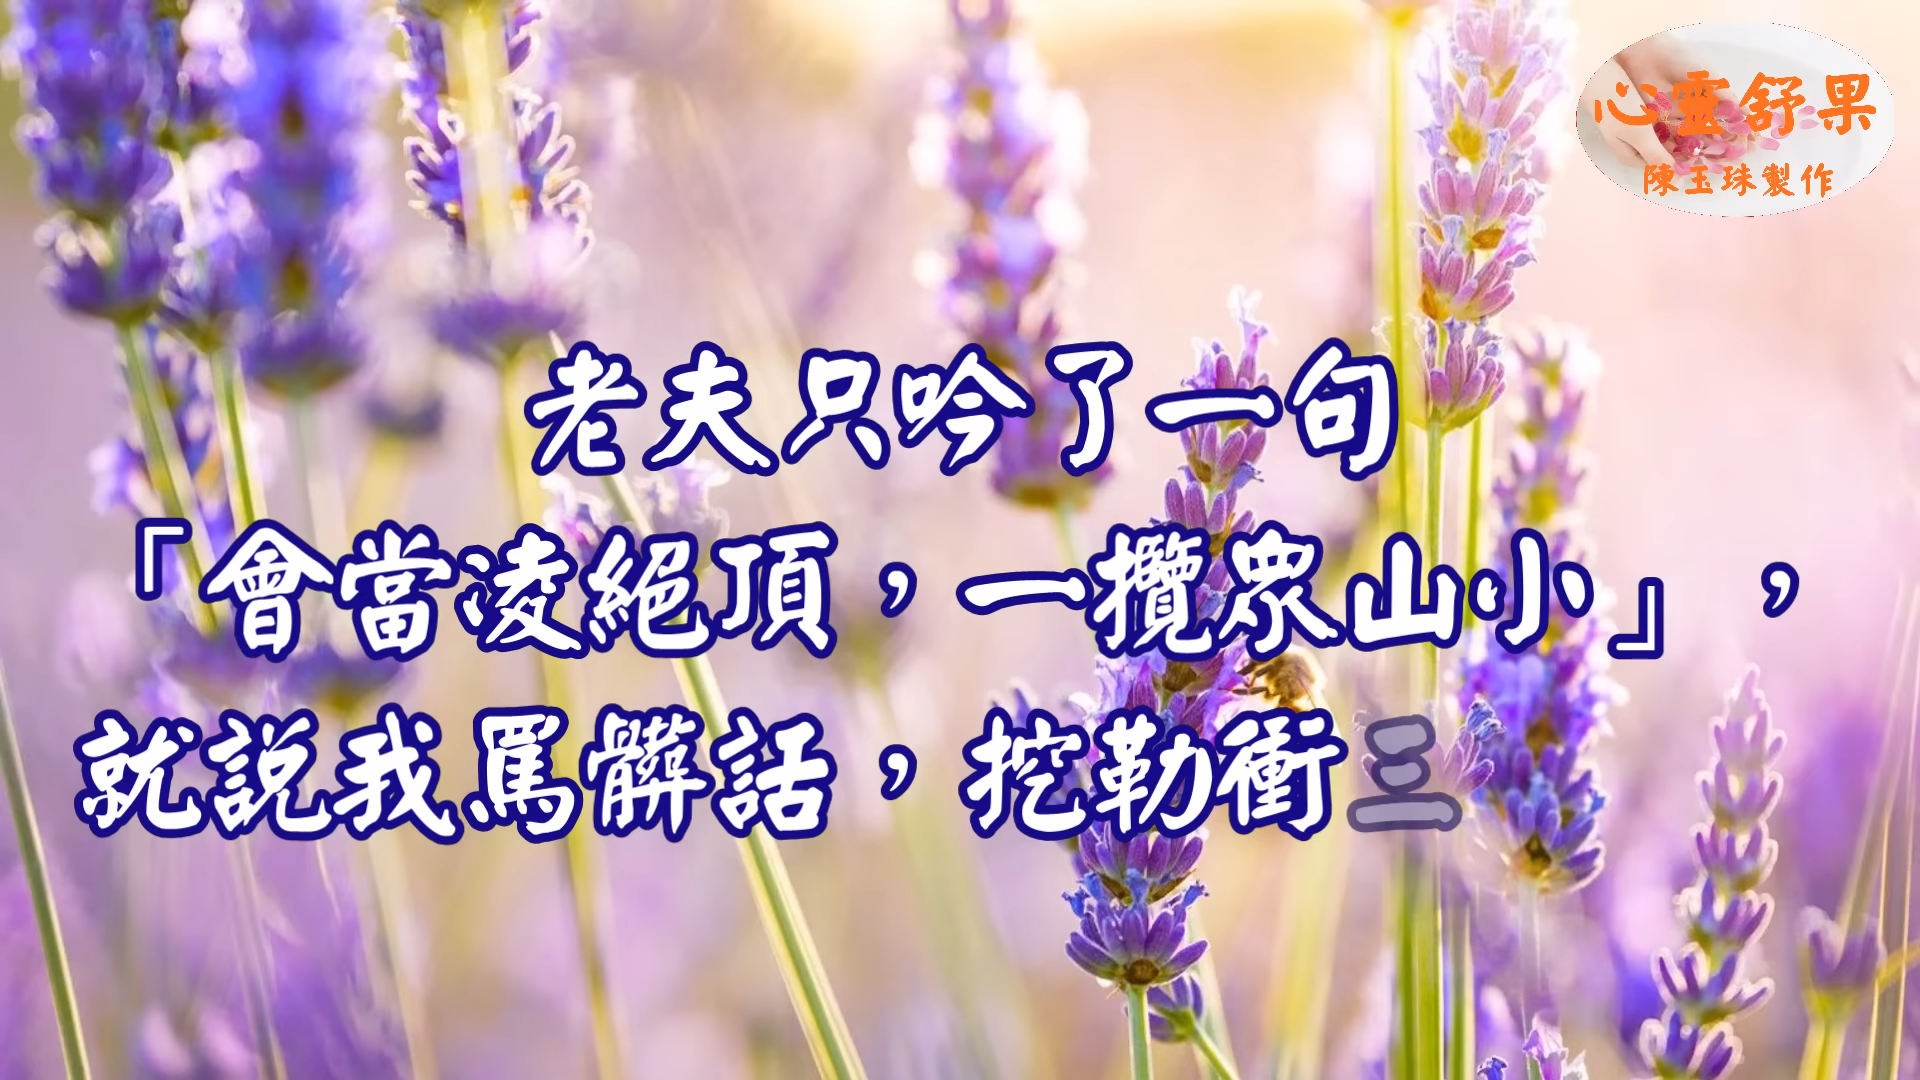 心靈舒果
陳玉珠製作
老夫只吟了一句
「會當凌絕頂,一攬眾山小」,
就說我罵髒話,挖勒衝三